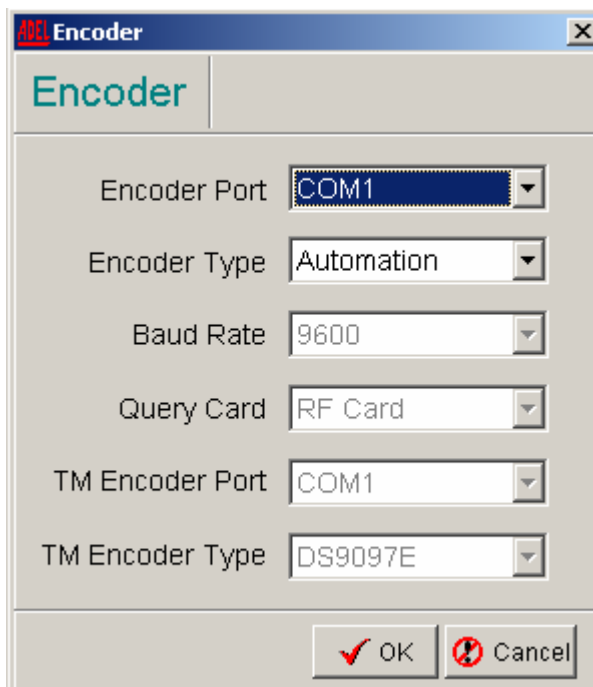 ADEL Encoder
Encoder
Encoder Port COM1
Encoder Type Automation
Baud Rate 9600
Query Card RF Card
TM Encoder Port COM1
TM Encoder Type DS9097E
OK Cancel